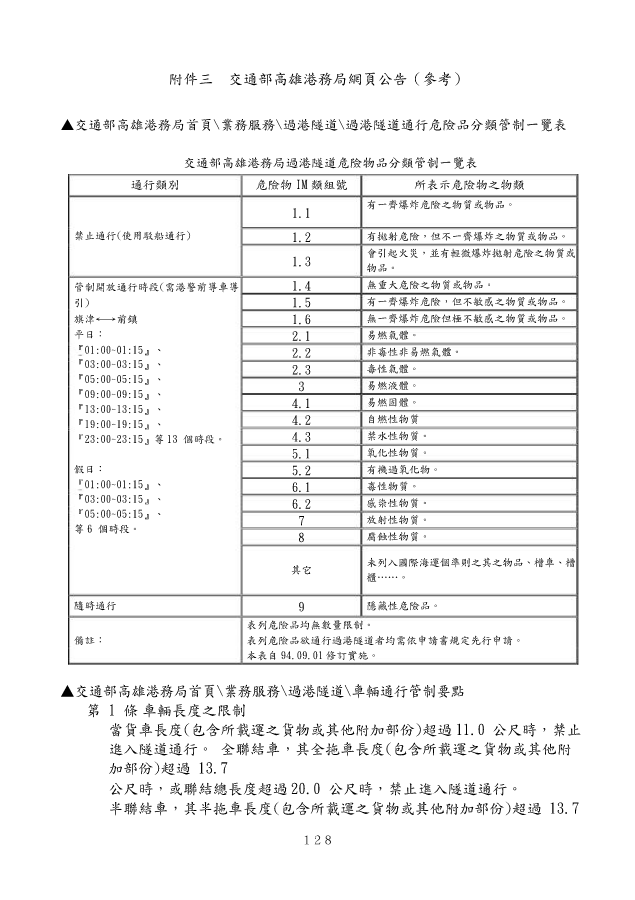 附件三　交通部高雄港務局網頁公告（參考）
▲交通部高雄港務局首頁\業務服務\過港隧道\過港隧道通行危險品分類管制一覽表
交通部高雄港務局過港隧道危險物品分類管制一覽表
通行類別　危險物 IM 類組號　所表示危險物之物類
禁止通行(使用駁船通行)
1.1　有一齊爆炸危險之物質或物品。
1.2　有拋射危險，但不一齊爆炸之物質或物品。
1.3　會引起火災，並有輕微爆炸拋射危險之物質或
物品。
管制開放通行時段(需港警前導車導
引)
旗津←→前鎮
平日：
『01:00~01:15』、
『03:00~03:15』、
『05:00~05:15』、
『09:00~09:15』、
『13:00~13:15』、
『19:00~19:15』、
『23:00~23:15』等 13 個時段。
假日：
『01:00~01:15』、
『03:00~03:15』、
『05:00~05:15』、
等 6 個時段。
1.4　無重大危險之物質或物品。
1.5　有一齊爆炸危險，但不敏感之物質或物品。
1.6　無一齊爆炸危險但極不敏感之物質或物品。
2.1　易燃氣體。
2.2　非毒性非易燃氣體。
2.3　毒性氣體。
3　易燃液體。
4.1　易燃固體。
4.2　自燃性物質
4.3　禁水性物質。
5.1　氧化性物質。
5.2　有機過氧化物。
6.1　毒性物質。
6.2　感染性物質。
7　放射性物質。
8　腐蝕性物質。
其它　未列入國際海運個準則之其之物品、槽車、槽
櫃……。
隨時通行　9　隱藏性危險品。
備註：
表列危險品均無數量限制。
表列危險品欲通行過港隧道者均需依申請書規定先行申請。
本表自 94.09.01 修訂實施。
▲交通部高雄港務局首頁\業務服務\過港隧道\車輛通行管制要點
第 1 條 車輛長度之限制
當貨車長度(包含所載運之貨物或其他附加部份)超過 11.0 公尺時，禁止
進入隧道通行。 全聯結車，其全拖車長度(包含所載運之貨物或其他附
加部份)超過 13.7
公尺時，或聯結總長度超過 20.0 公尺時，禁止進入隧道通行。
半聯結車，其半拖車長度(包含所載運之貨物或其他附加部份)超過 13.7
128